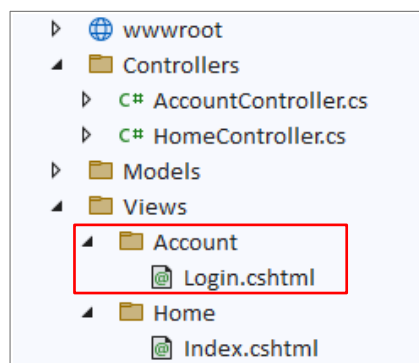 wwwroot
Controllers
C# AccountController.cs
C# HomeController.cs
Models
Views
Account
@ Login.cshtml
Home
@ Index.cshtml